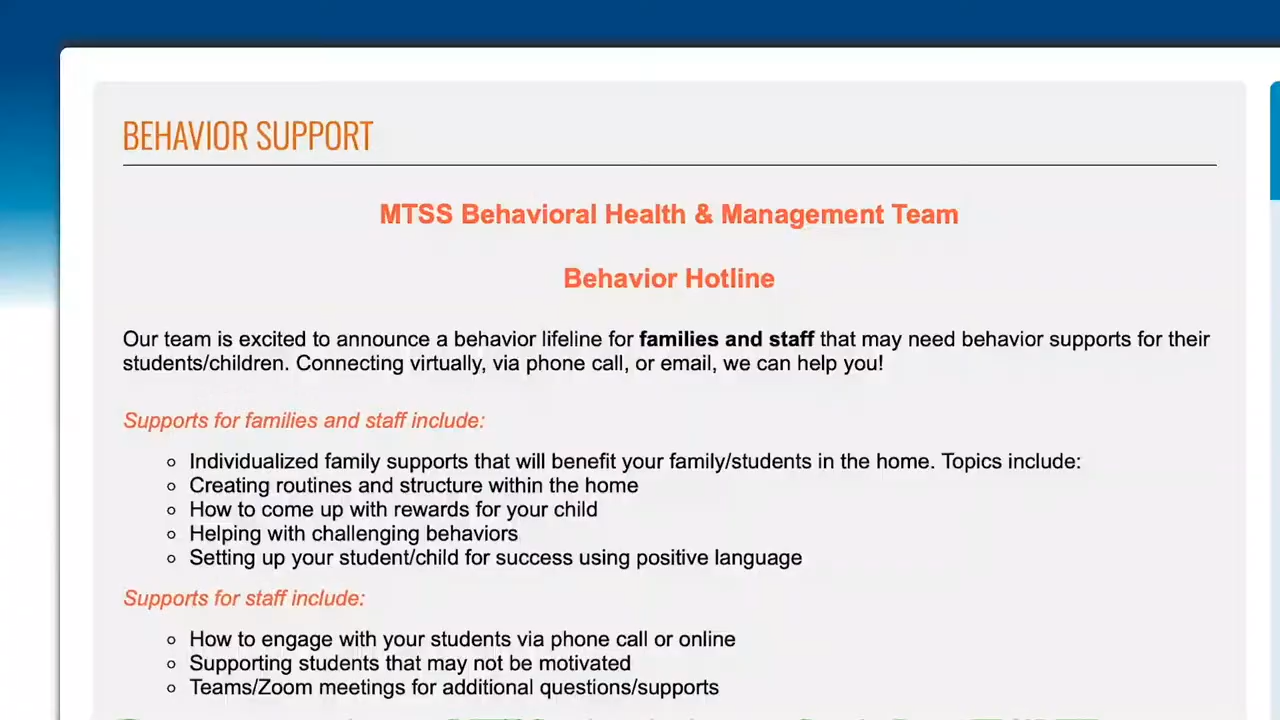 BEHAVIOR SUPPORT
MTSS Behavioral Health & Management Team
Behavior Hotline
Our team is excited to announce a behavior lifeline for families and staff that may need behavior supports for their
students/children. Connecting virtually, via phone call, or email, we can help you!
Supports for families and staff include:
Individualized family supports that will benefit your family/students in the home. Topics include:
Creating routines and structure within the home
How to come up with rewards for your child
Helping with challenging behaviors
Setting up your student/child for success using positive language
Supports for staff include:
How to engage with your students via phone call or online
Supporting students that may not be motivated
Teams/Zoom meetings for additional questions/supports